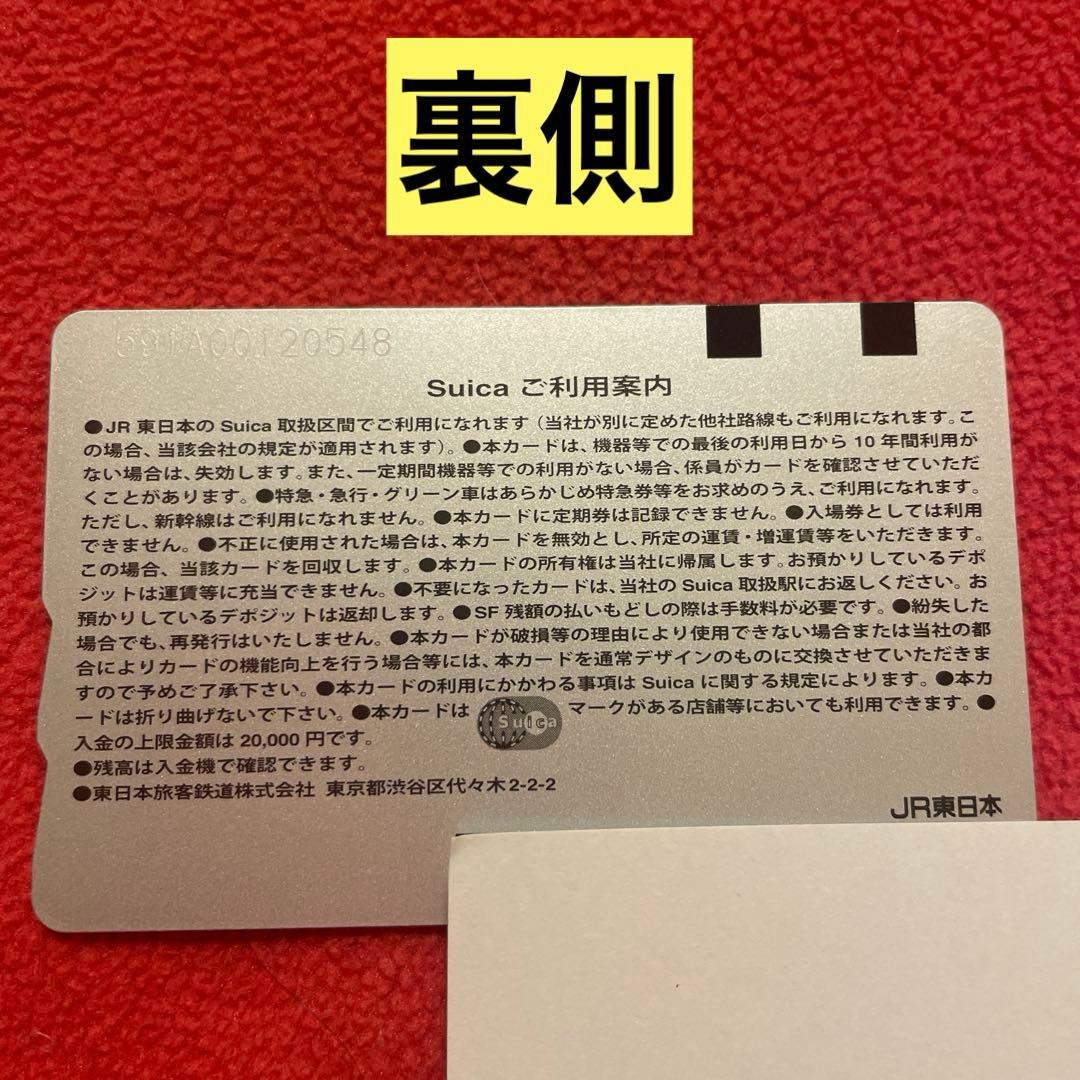 裏側
591A00120548
Suica ご利用案内
●JR 東日本の Suica 取扱区間でご利用になれます（当社が別に定めた他社路線もご利用になれます。こ
の場合、当該会社の規定が適用されます）。●本カードは、機器等での最後の利用日から 10 年間利用が
ない場合は、失効します。また、一定期間機器等での利用がない場合、係員がカードを確認させていただ
くことがあります。●特急・急行・グリーン車はあらかじめ特急券等をお求めのうえ、ご利用になれます。
ただし、新幹線はご利用になれません。●本カードに定期券は記録できません。●入場券としては利用
できません。●不正に使用された場合は、本カードを無効とし、所定の運賃・増運賃等をいただきます。
この場合、当該カードを回収します。●本カードの所有権は当社に帰属します。お預かりしているデポ
ジットは運賃等に充当できません。●不要になったカードは、当社の Suica 取扱駅にお返しください。お
預かりしているデポジットは返却します。●SF 残額の払いもどしの際は手数料が必要です。●紛失した
場合でも、再発行はいたしません。●本カードが破損等の理由により使用できない場合または当社の都
合によりカードの機能向上を行う場合等には、本カードを通常デザインのものに交換させていただきま
すので予めご了承下さい。●本カードの利用にかかわる事項は Suica に関する規定によります。●本カ
ードは折り曲げないで下さい。●本カードは Suica マークがある店舗等においても利用できます。●
入金の上限金額は 20,000 円です。
●残高は入金機で確認できます。
●東日本旅客鉄道株式会社 東京都渋谷区代々木2-2-2
JR東日本